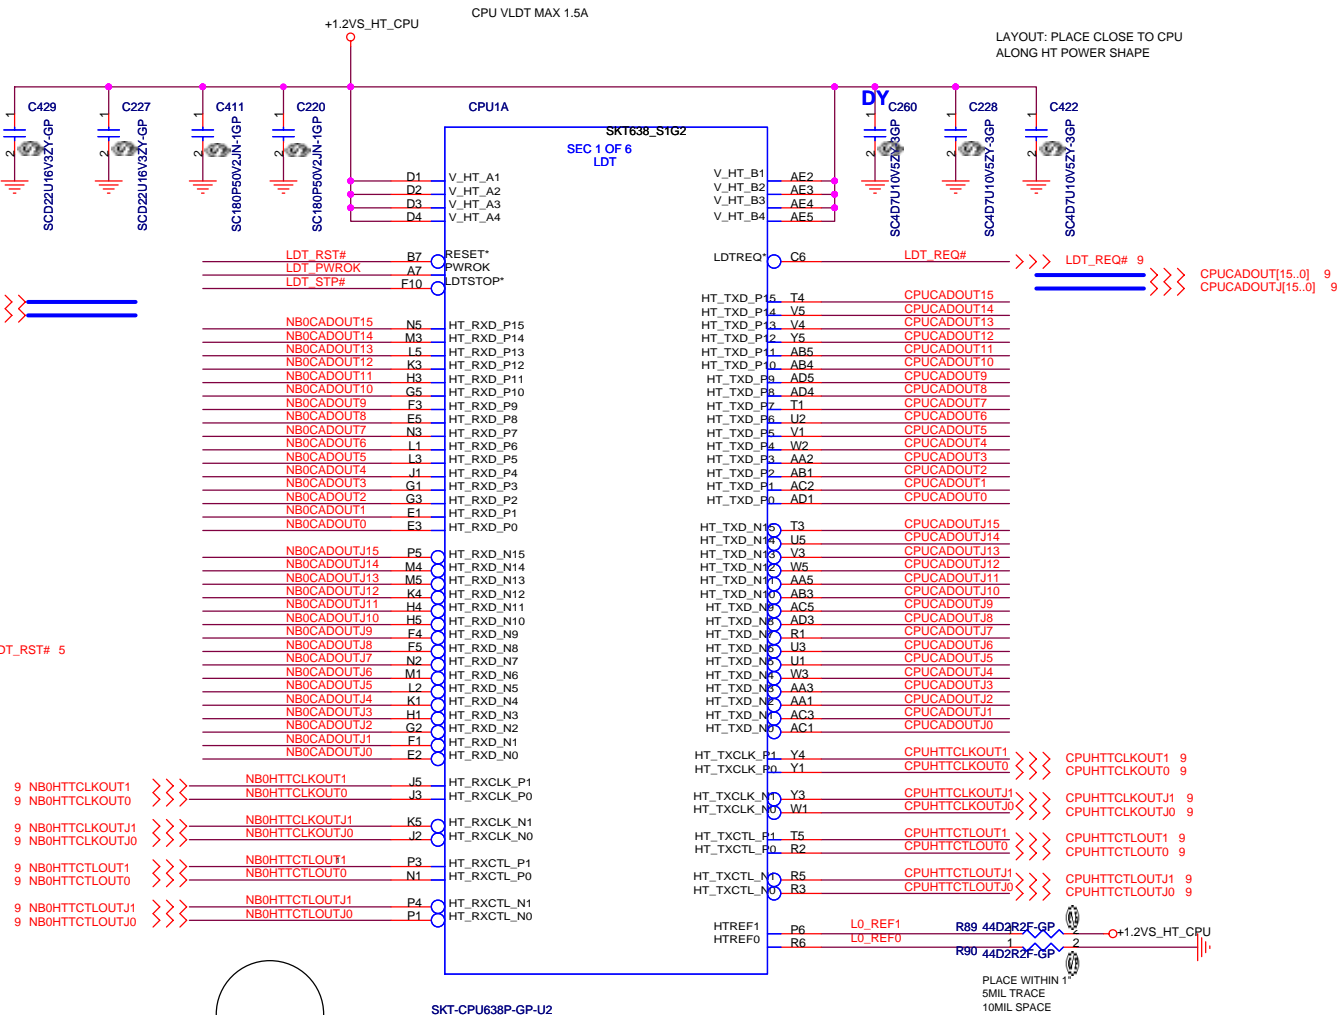 CPU VLDT MAX 1.5A
+1.2VS_HT_CPU
LAYOUT: PLACE CLOSE TO CPU
ALONG HT POWER SHAPE
1 2 C429 SCD22U16V3ZY-GP
1 2 C227 SCD22U16V3ZY-GP
1 2 C411 SC180P50V2JN-1GP
1 2 C220 SC180P50V2JN-1GP
DY
1 2 C260 SC4D7U10V5ZY-3GP
1 2 C228 SC4D7U10V5ZY-3GP
1 2 C422 SC4D7U10V5ZY-3GP
CPU1A
SKT638_S1G2
SEC 1 OF 6
LDT
D1 V_HT_A1
D2 V_HT_A2
D3 V_HT_A3
D4 V_HT_A4
V_HT_B1 AE2
V_HT_B2 AE3
V_HT_B3 AE4
V_HT_B4 AE5
LDT_RST# B7 RESET*
LDT_PWROK A7 PWROK
LDT_STP# F10 LDTSTOP*
LDTREQ* C6 LDT_REQ# LDT_REQ# 9
CPUCADOUT[15..0] 9
CPUCADOUTJ[15..0] 9
NB0CADOUT15 N5 HT_RXD_P15
NB0CADOUT14 M3 HT_RXD_P14
NB0CADOUT13 L5 HT_RXD_P13
NB0CADOUT12 K3 HT_RXD_P12
NB0CADOUT11 H3 HT_RXD_P11
NB0CADOUT10 G5 HT_RXD_P10
NB0CADOUT9 F3 HT_RXD_P9
NB0CADOUT8 E5 HT_RXD_P8
NB0CADOUT7 N3 HT_RXD_P7
NB0CADOUT6 L1 HT_RXD_P6
NB0CADOUT5 L3 HT_RXD_P5
NB0CADOUT4 J1 HT_RXD_P4
NB0CADOUT3 G1 HT_RXD_P3
NB0CADOUT2 G3 HT_RXD_P2
NB0CADOUT1 E1 HT_RXD_P1
NB0CADOUT0 E3 HT_RXD_P0
HT_TXD_P15 T4 CPUCADOUT15
HT_TXD_P14 V5 CPUCADOUT14
HT_TXD_P13 V4 CPUCADOUT13
HT_TXD_P12 Y5 CPUCADOUT12
HT_TXD_P11 AB5 CPUCADOUT11
HT_TXD_P10 AB4 CPUCADOUT10
HT_TXD_P9 AD5 CPUCADOUT9
HT_TXD_P8 AD4 CPUCADOUT8
HT_TXD_P7 T1 CPUCADOUT7
HT_TXD_P6 U2 CPUCADOUT6
HT_TXD_P5 V1 CPUCADOUT5
HT_TXD_P4 W2 CPUCADOUT4
HT_TXD_P3 AA2 CPUCADOUT3
HT_TXD_P2 AB1 CPUCADOUT2
HT_TXD_P1 AC2 CPUCADOUT1
HT_TXD_P0 AD1 CPUCADOUT0
NB0CADOUTJ15 P5 HT_RXD_N15
NB0CADOUTJ14 M4 HT_RXD_N14
NB0CADOUTJ13 M5 HT_RXD_N13
NB0CADOUTJ12 K4 HT_RXD_N12
NB0CADOUTJ11 H4 HT_RXD_N11
NB0CADOUTJ10 H5 HT_RXD_N10
NB0CADOUTJ9 F4 HT_RXD_N9
NB0CADOUTJ8 F5 HT_RXD_N8
NB0CADOUTJ7 N2 HT_RXD_N7
NB0CADOUTJ6 M1 HT_RXD_N6
NB0CADOUTJ5 L2 HT_RXD_N5
NB0CADOUTJ4 K1 HT_RXD_N4
NB0CADOUTJ3 H1 HT_RXD_N3
NB0CADOUTJ2 G2 HT_RXD_N2
NB0CADOUTJ1 F1 HT_RXD_N1
NB0CADOUTJ0 E2 HT_RXD_N0
HT_TXD_N15 T3 CPUCADOUTJ15
HT_TXD_N14 U5 CPUCADOUTJ14
HT_TXD_N13 V3 CPUCADOUTJ13
HT_TXD_N12 W5 CPUCADOUTJ12
HT_TXD_N11 AA5 CPUCADOUTJ11
HT_TXD_N10 AB3 CPUCADOUTJ10
HT_TXD_N9 AC5 CPUCADOUTJ9
HT_TXD_N8 AD3 CPUCADOUTJ8
HT_TXD_N7 R1 CPUCADOUTJ7
HT_TXD_N6 U3 CPUCADOUTJ6
HT_TXD_N5 U1 CPUCADOUTJ5
HT_TXD_N4 W3 CPUCADOUTJ4
HT_TXD_N3 AA3 CPUCADOUTJ3
HT_TXD_N2 AA1 CPUCADOUTJ2
HT_TXD_N1 AC3 CPUCADOUTJ1
HT_TXD_N0 AC1 CPUCADOUTJ0
DT_RST# 5
9 NB0HTTCLKOUT1 NB0HTTCLKOUT1 J5 HT_RXCLK_P1
9 NB0HTTCLKOUT0 NB0HTTCLKOUT0 J3 HT_RXCLK_P0
9 NB0HTTCLKOUTJ1 NB0HTTCLKOUTJ1 K5 HT_RXCLK_N1
9 NB0HTTCLKOUTJ0 NB0HTTCLKOUTJ0 J2 HT_RXCLK_N0
9 NB0HTTCTLOUT1 NB0HTTCTLOUT1 P3 HT_RXCTL_P1
9 NB0HTTCTLOUT0 NB0HTTCTLOUT0 N1 HT_RXCTL_P0
9 NB0HTTCTLOUTJ1 NB0HTTCTLOUTJ1 P4 HT_RXCTL_N1
9 NB0HTTCTLOUTJ0 NB0HTTCTLOUTJ0 P1 HT_RXCTL_N0
HT_TXCLK_P1 Y4 CPUHTTCLKOUT1 CPUHTTCLKOUT1 9
HT_TXCLK_P0 Y1 CPUHTTCLKOUT0 CPUHTTCLKOUT0 9
HT_TXCLK_N1 Y3 CPUHTTCLKOUTJ1 CPUHTTCLKOUTJ1 9
HT_TXCLK_N0 W1 CPUHTTCLKOUTJ0 CPUHTTCLKOUTJ0 9
HT_TXCTL_P1 T5 CPUHTTCTLOUT1 CPUHTTCTLOUT1 9
HT_TXCTL_P0 R2 CPUHTTCTLOUT0 CPUHTTCTLOUT0 9
HT_TXCTL_N1 R5 CPUHTTCTLOUTJ1 CPUHTTCTLOUTJ1 9
HT_TXCTL_N0 R3 CPUHTTCTLOUTJ0 CPUHTTCTLOUTJ0 9
HTREF1 P6 L0_REF1 R89 44D2R2F-GP 1 2 +1.2VS_HT_CPU
HTREF0 R6 L0_REF0 R90 44D2R2F-GP 1 2
PLACE WITHIN 1"
5MIL TRACE
10MIL SPACE
SKT-CPU638P-GP-U2